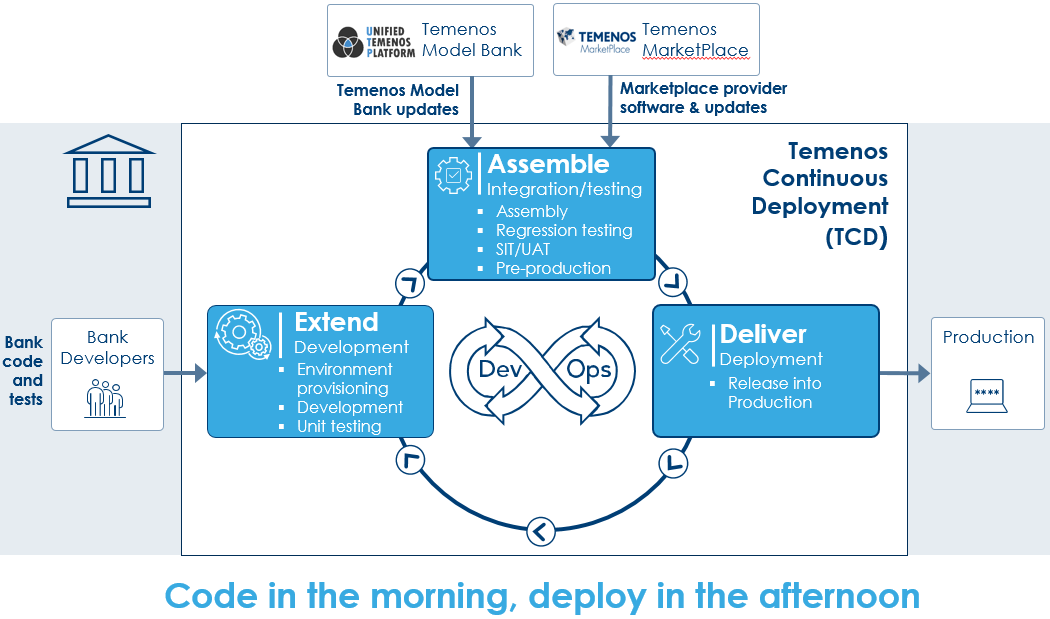 UNIFIED
TEMENOS
PLATFORM
Temenos
Model Bank
TEMENOS
MarketPlace
Temenos
MarketPlace
Temenos Model
Bank updates
Marketplace provider
software & updates
Temenos
Continuous
Deployment
(TCD)
Assemble
Integration/testing
▪ Assembly
▪ Regression testing
▪ SIT/UAT
▪ Pre-production
Bank
code
and
tests
Bank
Developers
Extend
Development
▪ Environment
provisioning
▪ Development
▪ Unit testing
Dev
Ops
Deliver
Deployment
▪ Release into
Production
Production
****
Code in the morning, deploy in the afternoon